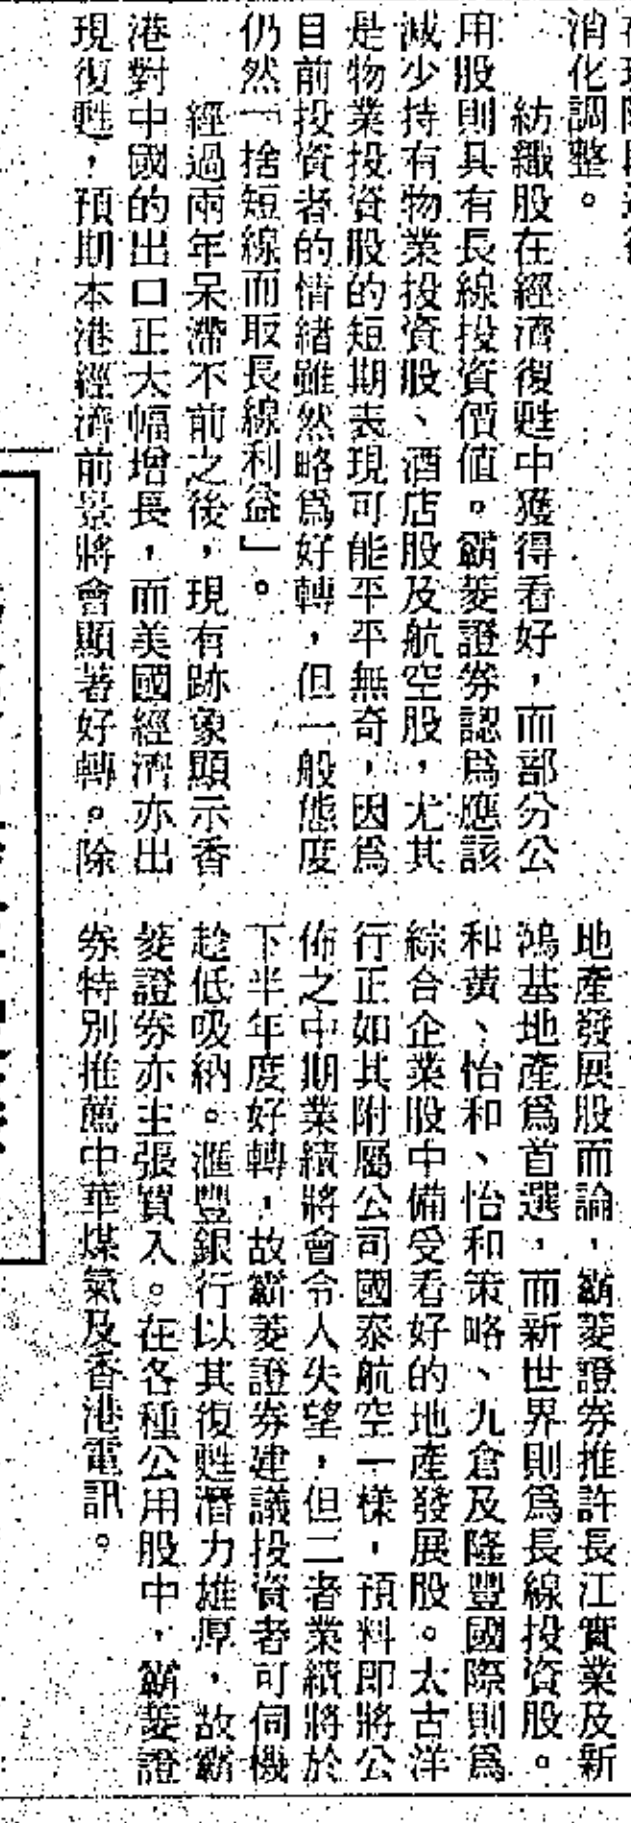 消化調整。
紡織股在經濟復甦中獲得看好，而部分公
用股則具有長線投資價值。霸菱證券認爲應該
減少持有物業投資股、酒店股及航空股，尤其
是物業投資股的短期表現可能平平無奇，因爲
目前投資者的情緒雖然略爲好轉，但一般態度
仍然「捨短線而取長線利益」。
經過兩年呆滯不前之後，現有跡象顯示香
港對中國的出口正大幅增長，而美國經濟亦出
現復甦，預期本港經濟前景將會顯著好轉。除
地產發展股而論，霸菱證券推許長江實業及新
鴻基地產爲首選，而新世界則爲長線投資股。
和黃、怡和、怡和策略、九倉及隆豐國際則爲
綜合企業股中備受看好的地產發展股。太古洋
行正如其附屬公司國泰航空一樣，預料即將公
佈之中期業績將會令人失望，但二者業績將於
下半年度好轉，故霸菱證券建議投資者可伺機
趁低吸納。滙豐銀行以其復甦潛力雄厚，故霸
菱證券亦主張買入。在各種公用股中，霸菱證
券特別推薦中華煤氣及香港電訊。